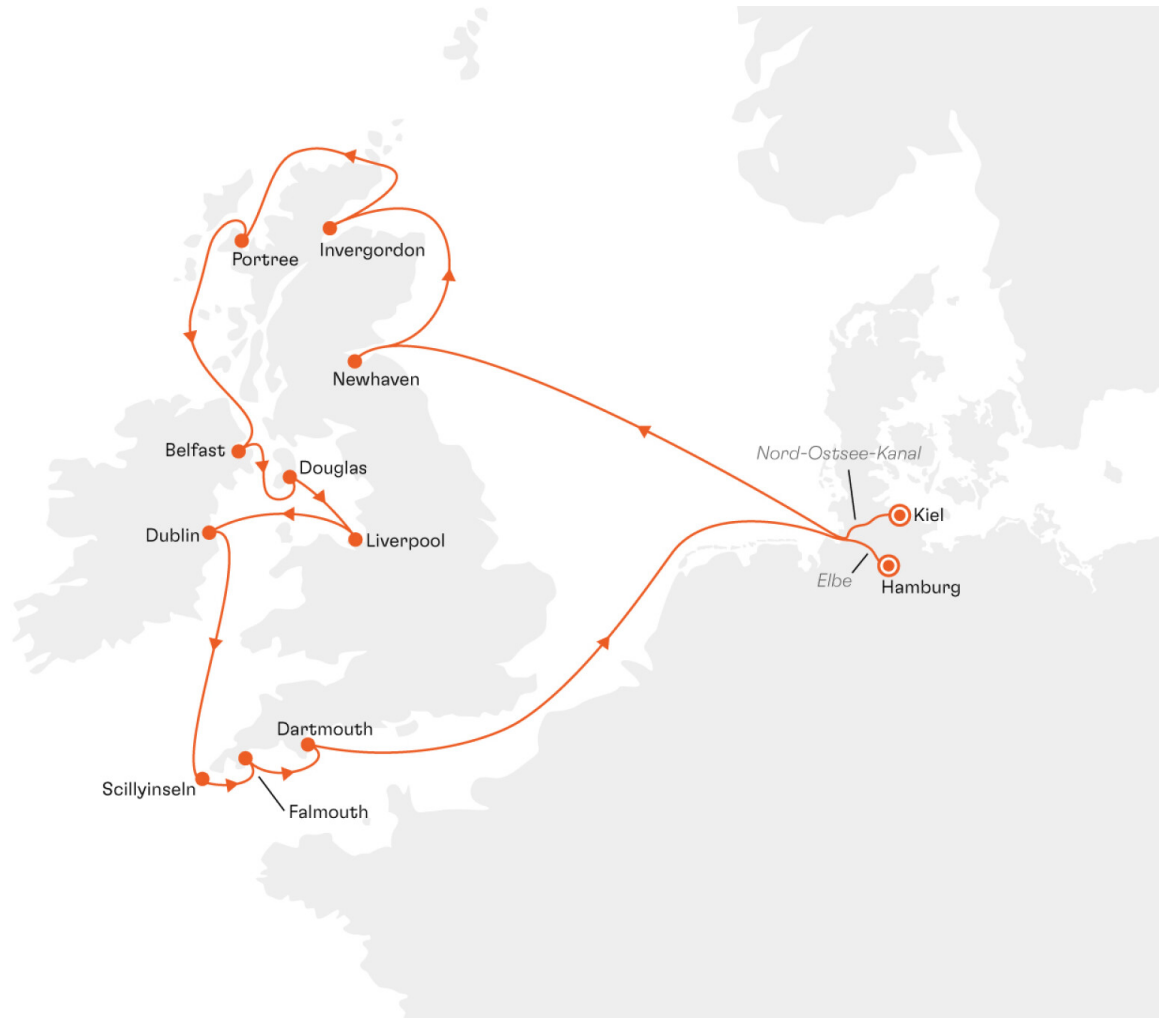 Portree
Invergordon
Newhaven
Belfast
Douglas
Nord-Ostsee-Kanal
Kiel
Dublin
Liverpool
Elbe
Hamburg
Dartmouth
Scillyinseln
Falmouth